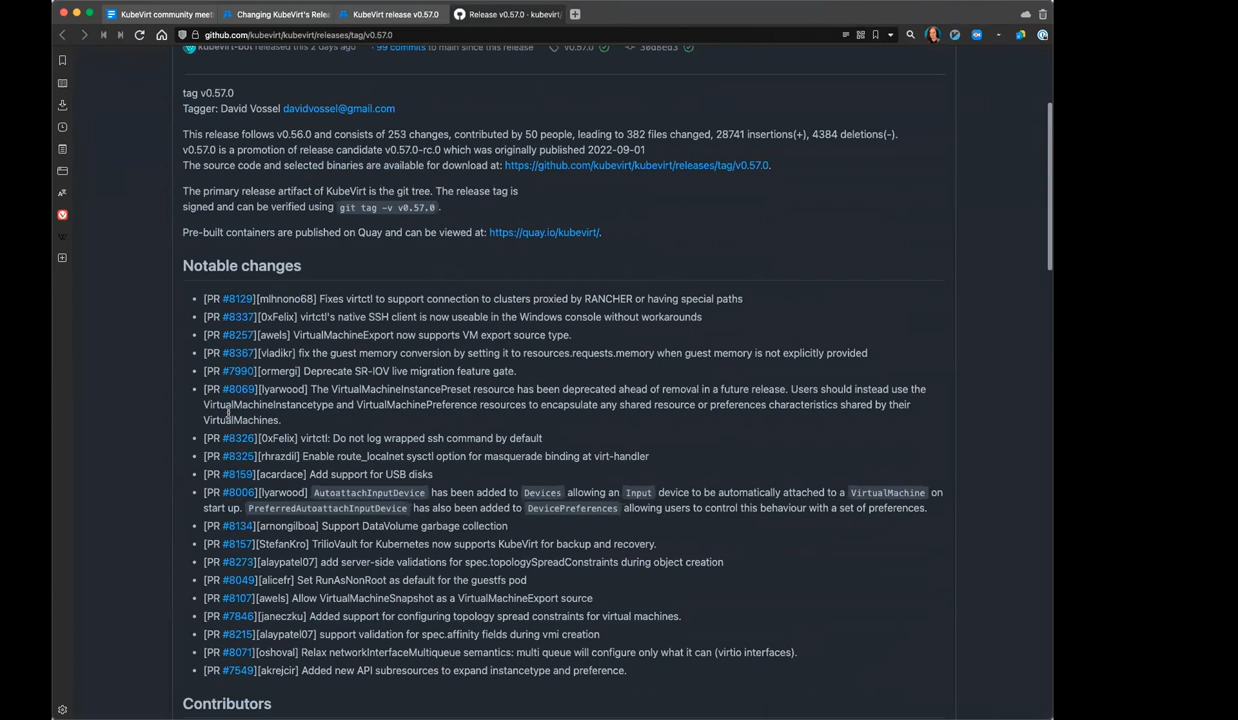 KubeVirt community meet
Changing KubeVirt's Rele
KubeVirt release v0.57.0
Release v0.57.0 · kubevirt/
github.com/kubevirt/kubevirt/releases/tag/v0.57.0
kubevirt-bot released this 2 days ago · 99 commits to main since this release v0.57.0 3e8e8d3
tag v0.57.0
Tagger: David Vossel davidvossel@gmail.com
This release follows v0.56.0 and consists of 253 changes, contributed by 50 people, leading to 382 files changed, 28741 insertions(+), 4384 deletions(-).
v0.57.0 is a promotion of release candidate v0.57.0-rc.0 which was originally published 2022-09-01
The source code and selected binaries are available for download at: https://github.com/kubevirt/kubevirt/releases/tag/v0.57.0.
The primary release artifact of KubeVirt is the git tree. The release tag is
signed and can be verified using git tag -v v0.57.0 .
Pre-built containers are published on Quay and can be viewed at: https://quay.io/kubevirt/.
Notable changes
• [PR #8129][mlhnono68] Fixes virtctl to support connection to clusters proxied by RANCHER or having special paths
• [PR #8337][0xFelix] virtctl's native SSH client is now useable in the Windows console without workarounds
• [PR #8257][awels] VirtualMachineExport now supports VM export source type.
• [PR #8367][vladikr] fix the guest memory conversion by setting it to resources.requests.memory when guest memory is not explicitly provided
• [PR #7990][ormergi] Deprecate SR-IOV live migration feature gate.
• [PR #8069][lyarwood] The VirtualMachineInstancePreset resource has been deprecated ahead of removal in a future release. Users should instead use the
VirtualMachineInstancetype and VirtualMachinePreference resources to encapsulate any shared resource or preferences characteristics shared by their
VirtualMachines.
• [PR #8326][0xFelix] virtctl: Do not log wrapped ssh command by default
• [PR #8325][rhrazdil] Enable route_localnet sysctl option for masquerade binding at virt-handler
• [PR #8159][acardace] Add support for USB disks
• [PR #8006][lyarwood] AutoattachInputDevice has been added to Devices allowing an Input device to be automatically attached to a VirtualMachine on
start up. PreferredAutoattachInputDevice has also been added to DevicePreferences allowing users to control this behaviour with a set of preferences.
• [PR #8134][arnongilboa] Support DataVolume garbage collection
• [PR #8157][StefanKro] TrilioVault for Kubernetes now supports KubeVirt for backup and recovery.
• [PR #8273][alaypatel07] add server-side validations for spec.topologySpreadConstraints during object creation
• [PR #8049][alicefr] Set RunAsNonRoot as default for the guestfs pod
• [PR #8107][awels] Allow VirtualMachineSnapshot as a VirtualMachineExport source
• [PR #7846][janeczku] Added support for configuring topology spread constraints for virtual machines.
• [PR #8215][alaypatel07] support validation for spec.affinity fields during vmi creation
• [PR #8071][oshoval] Relax networkInterfaceMultiqueue semantics: multi queue will configure only what it can (virtio interfaces).
• [PR #7549][akrejcir] Added new API subresources to expand instancetype and preference.
Contributors